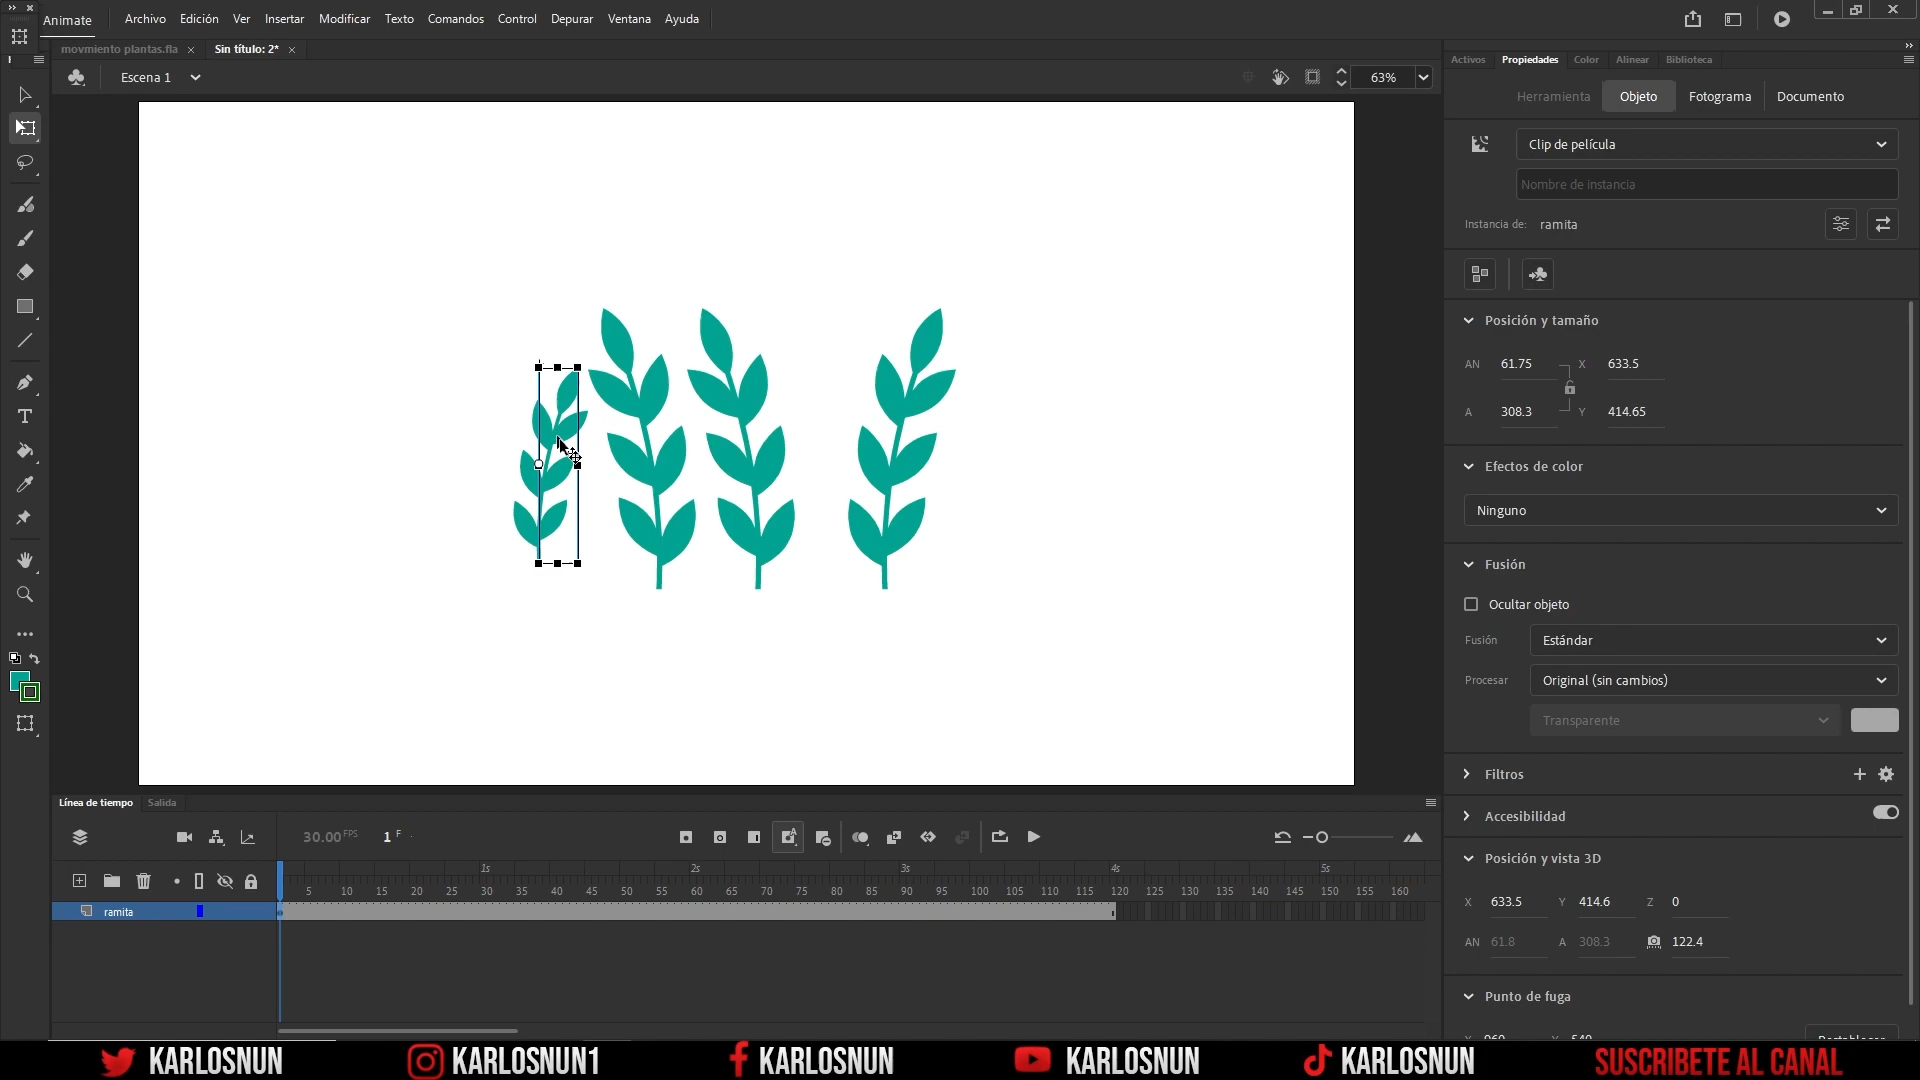 Animate
Archivo Edición Ver Insertar Modificar Texto Comandos Control Depurar Ventana Ayuda
movmiento plantas.fla × Sin título: 2* ×
Escena 1
63%
Activos Propiedades Color Alinear Biblioteca
Herramienta Objeto Fotograma Documento
Clip de película
Nombre de instancia
Instancia de: ramita
Posición y tamaño
AN 61.75 X 633.5
A 308.3 Y 414.65
Efectos de color
Ninguno
Fusión
Ocultar objeto
Fusión Estándar
Procesar Original (sin cambios)
Transparente
Filtros
Accesibilidad
Posición y vista 3D
X 633.5 Y 414.6 Z 0
AN 61.8 A 308.3 122.4
Punto de fuga
Línea de tiempo Salida
30.00 FPS 1 F
1s 2s 3s 4s 5s
5 10 15 20 25 30 35 40 45 50 55 60 65 70 75 80 85 90 95 100 105 110 115 120 125 130 135 140 145 150 155 160
ramita
KARLOSNUN KARLOSNUN1 KARLOSNUN KARLOSNUN KARLOSNUN SUSCRIBETE AL CANAL